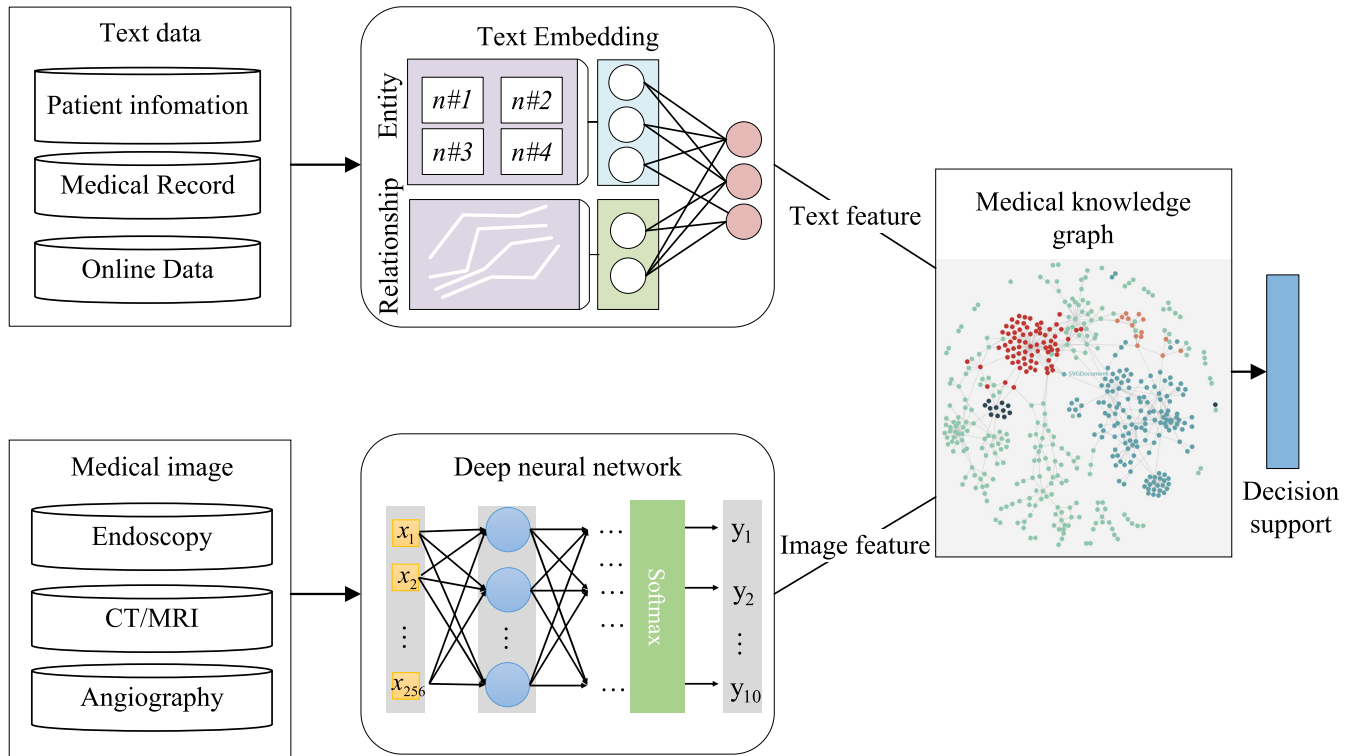 Text data
Patient infomation
Medical Record
Online Data
Text Embedding
Entity
n#1
n#2
n#3
n#4
Relationship
Text feature
Medical knowledge
graph
SVGDocument
Decision
support
Medical image
Endoscopy
CT/MRI
Angiography
Deep neural network
x1
x2
⋮
x256
⋮
...
...
...
...
...
Softmax
y1
y2
⋮
y10
Image feature